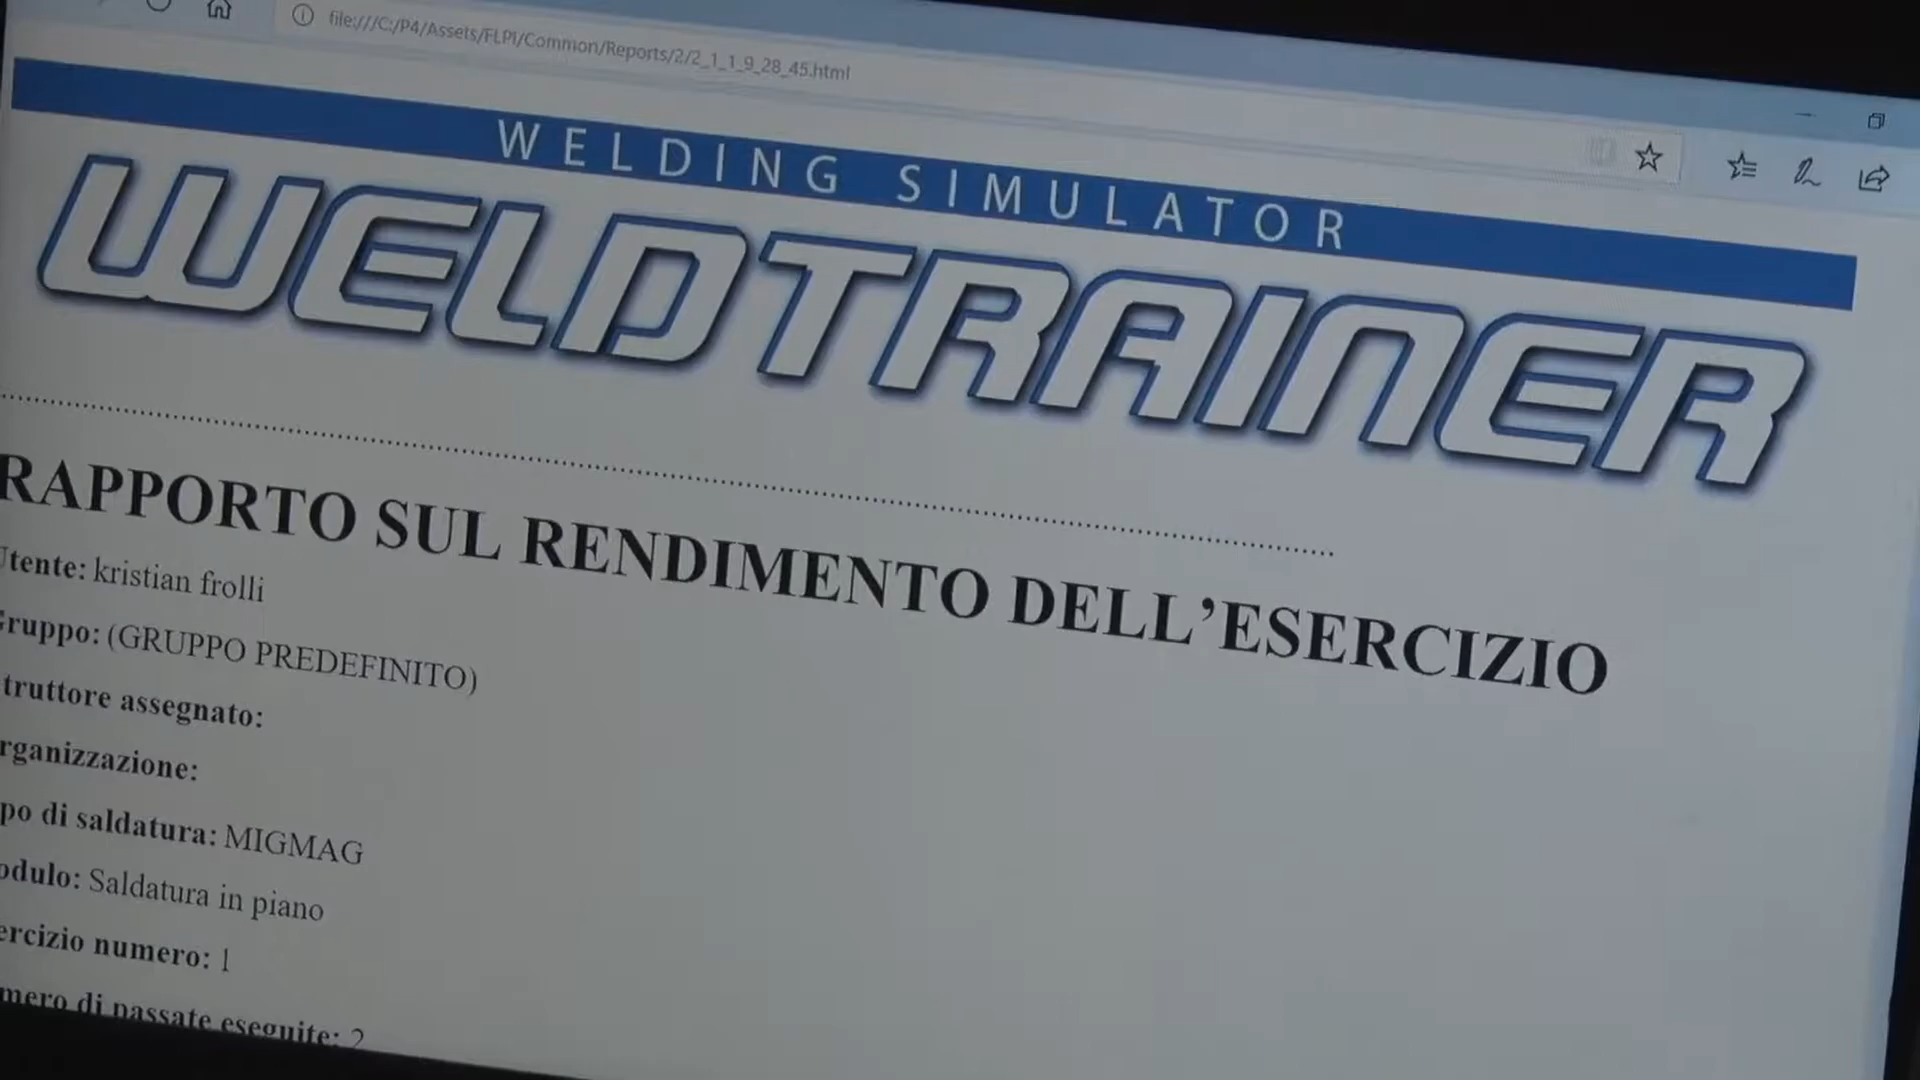 file:///C:/P4/Assets/FLPI/Common/Reports/2/2_1_1_9_28_45.html
WELDING SIMULATOR
WELDTRAINER
RAPPORTO SUL RENDIMENTO DELL’ESERCIZIO
Utente: kristian frolli
Gruppo: (GRUPPO PREDEFINITO)
truttore assegnato:
rganizzazione:
po di saldatura: MIGMAG
odulo: Saldatura in piano
ercizio numero: 1
mero di passate eseguite: 2